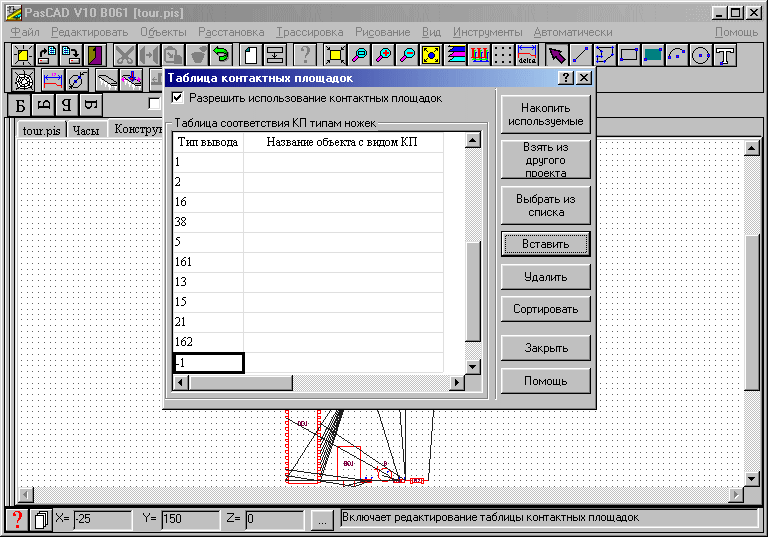 PasCAD V10 B061 [tour.pis]
Файл Редактировать Объекты Расстановка Трассировка Рисование Вид Инструменты Автоматически Помощь
delta
Таблица контактных площадок
Разрешить использование контактных площадок
Таблица соответствия КП типам ножек
Тип вывода Название объекта с видом КП
1
2
16
38
5
161
13
15
21
162
-1
Накопить
используемые
Взять из
другого
проекта
Выбрать из
списка
Вставить
Удалить
Сортировать
Закрыть
Помощь
tour.pis Часы Конструк
X= -25 Y= 150 Z= 0 ... Включает редактирование таблицы контактных площадок